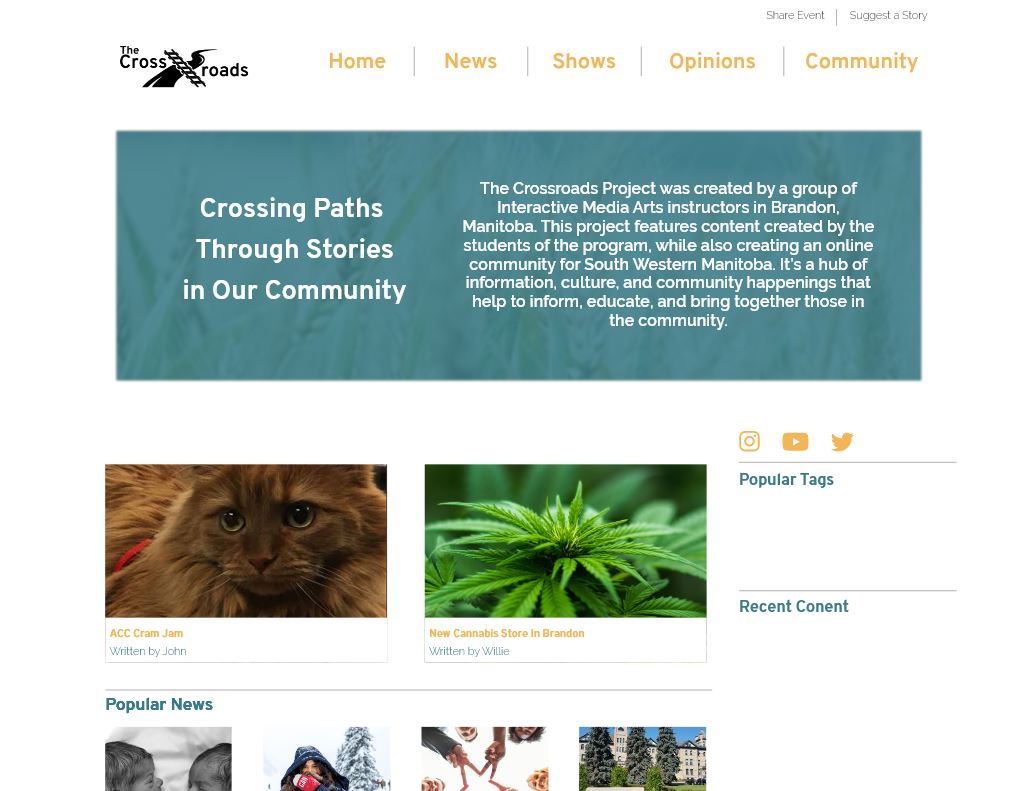 Share Event
Suggest a Story
The
Cross roads
Home
News
Shows
Opinions
Community
Crossing Paths
Through Stories
in Our Community
The Crossroads Project was created by a group of
Interactive Media Arts instructors in Brandon,
Manitoba. This project features content created by the
students of the program, while also creating an online
community for South Western Manitoba. It's a hub of
information, culture, and community happenings that
help to inform, educate, and bring together those in
the community.
Popular Tags
Recent Conent
ACC Cram Jam
Written by John
New Cannabis Store In Brandon
Written by Willie
Popular News